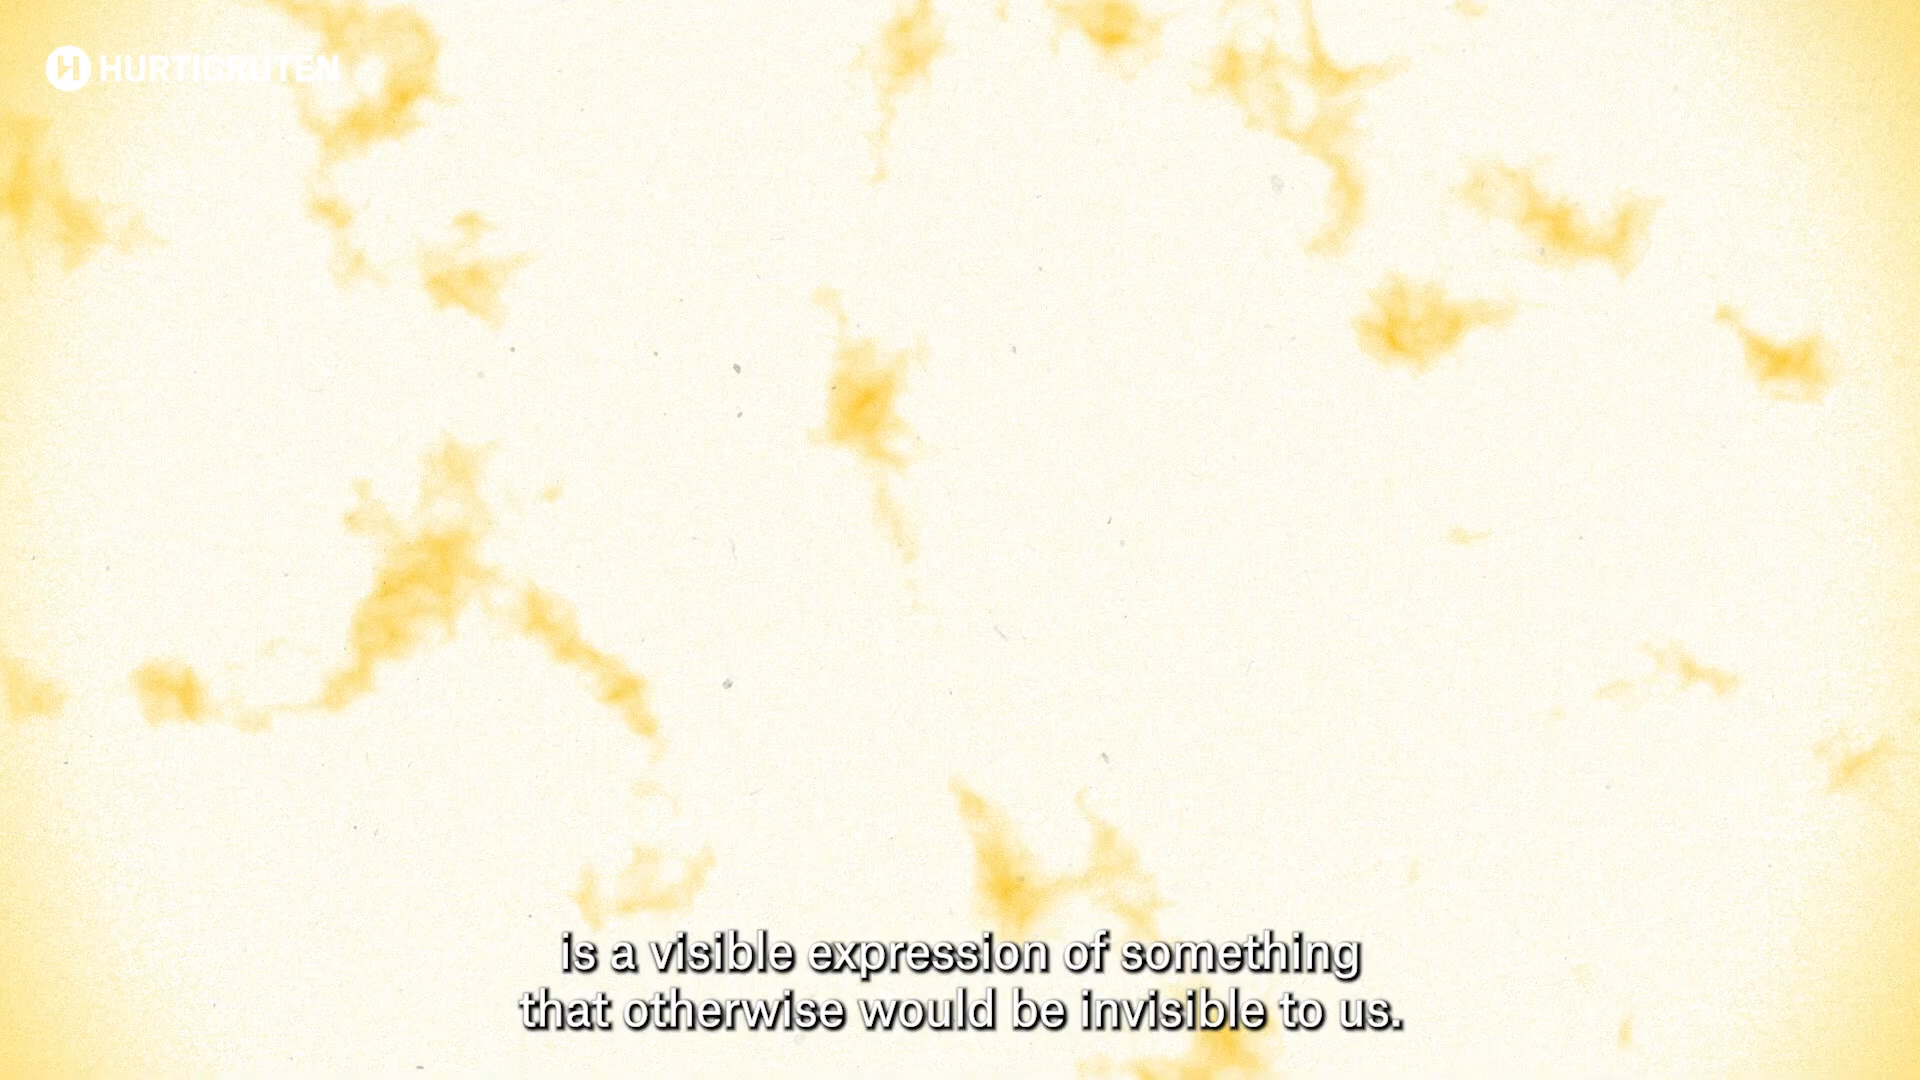 HURTIGRUTEN
is a visible expression of something
that otherwise would be invisible to us.